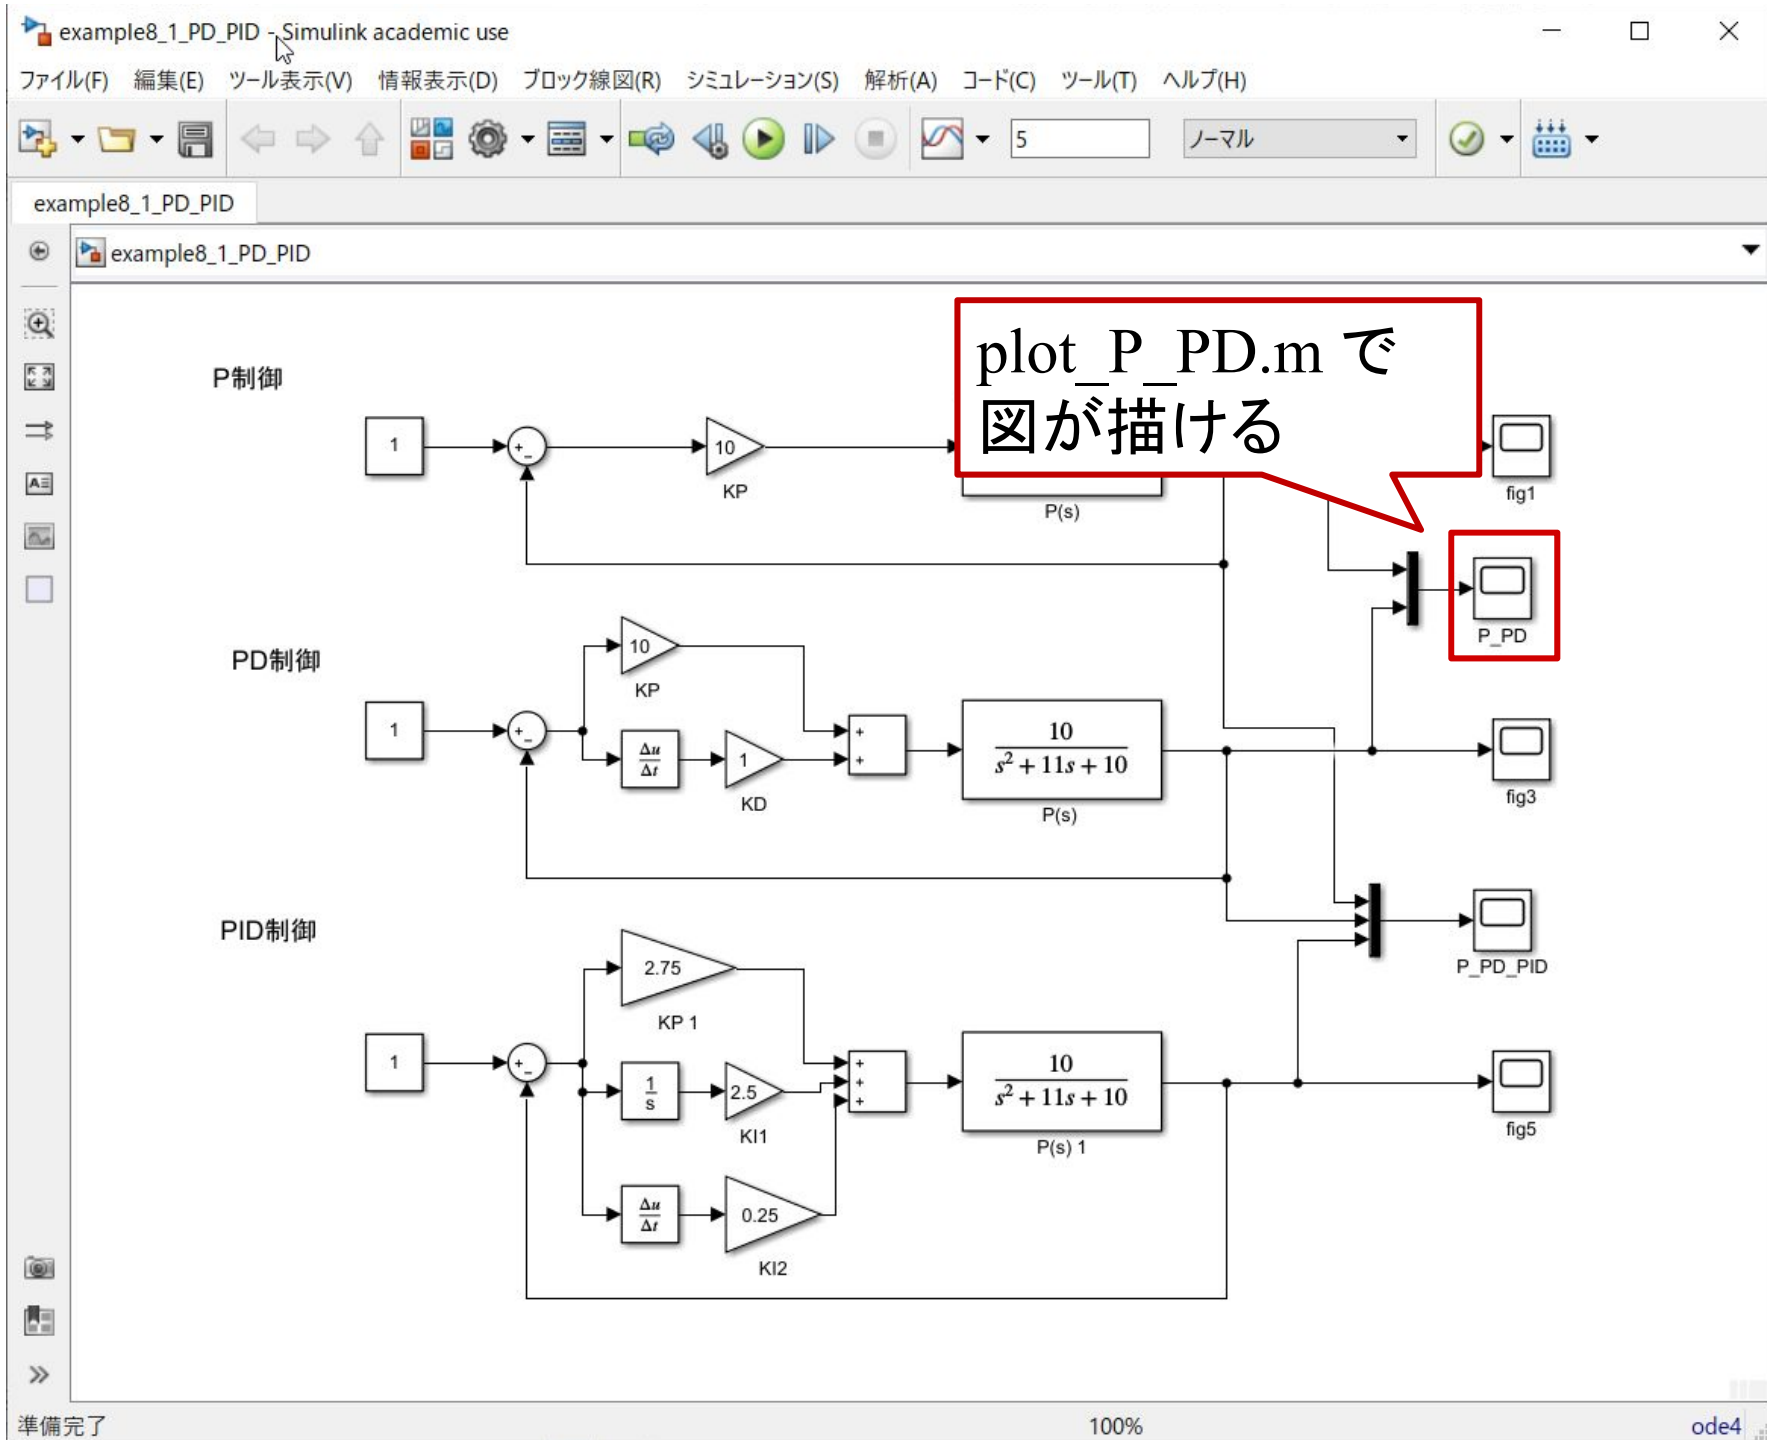 example8_1_PD_PID - Simulink academic use
ファイル(F) 編集(E) ツール表示(V) 情報表示(D) ブロック線図(R) シミュレーション(S) 解析(A) コード(C) ツール(T) ヘルプ(H)
5 ノーマル
example8_1_PD_PID
example8_1_PD_PID
plot_P_PD.m で
図が描ける
P制御
1
+
-
10
KP
P(s)
fig1
P_PD
PD制御
1
+
-
10
KP
Δu
Δt
1
KD
+
+
10
s² + 11s + 10
P(s)
fig3
PID制御
1
+
-
2.75
KP 1
1
s
2.5
KI1
Δu
Δt
0.25
KI2
+
+
+
10
s² + 11s + 10
P(s) 1
P_PD_PID
fig5
準備完了 100% ode4